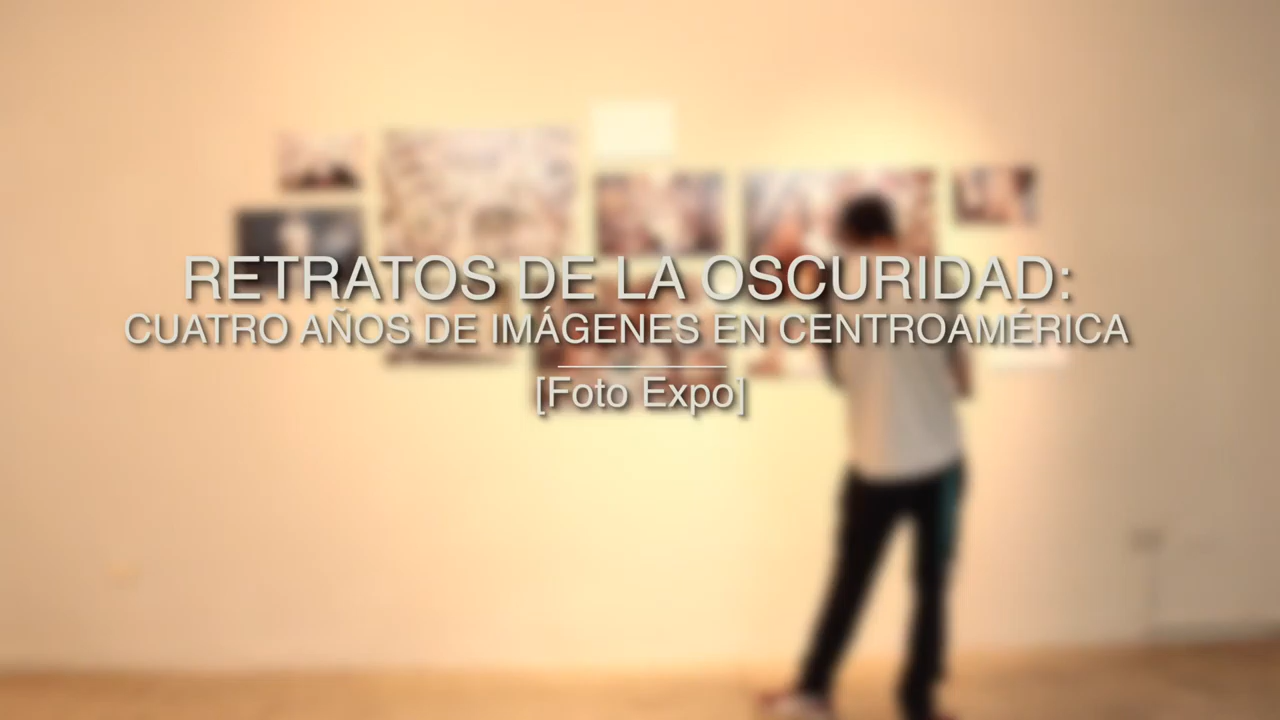 RETRATOS DE LA OSCURIDAD:
CUATRO AÑOS DE IMÁGENES EN CENTROAMÉRICA
[Foto Expo]